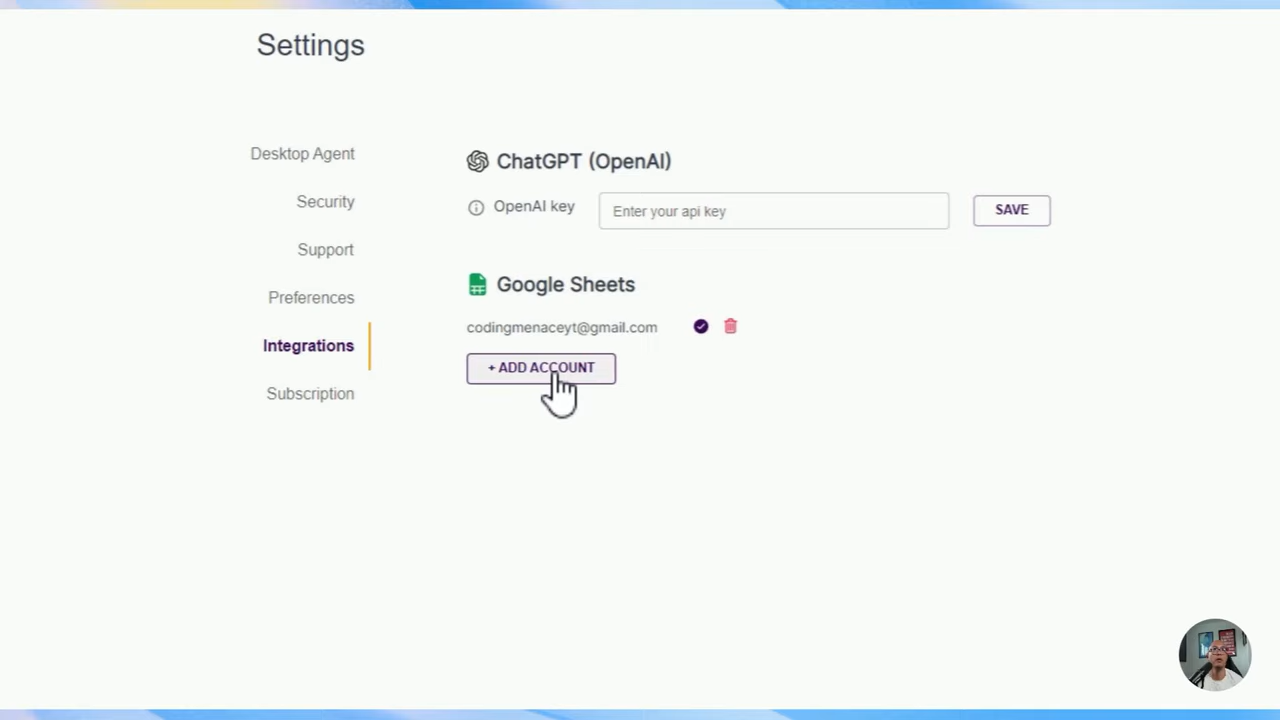 Settings
Desktop Agent
Security
Support
Preferences
Integrations
Subscription
ChatGPT (OpenAI)
OpenAI key
Enter your api key
SAVE
Google Sheets
codingmenaceyt@gmail.com
+ ADD ACCOUNT